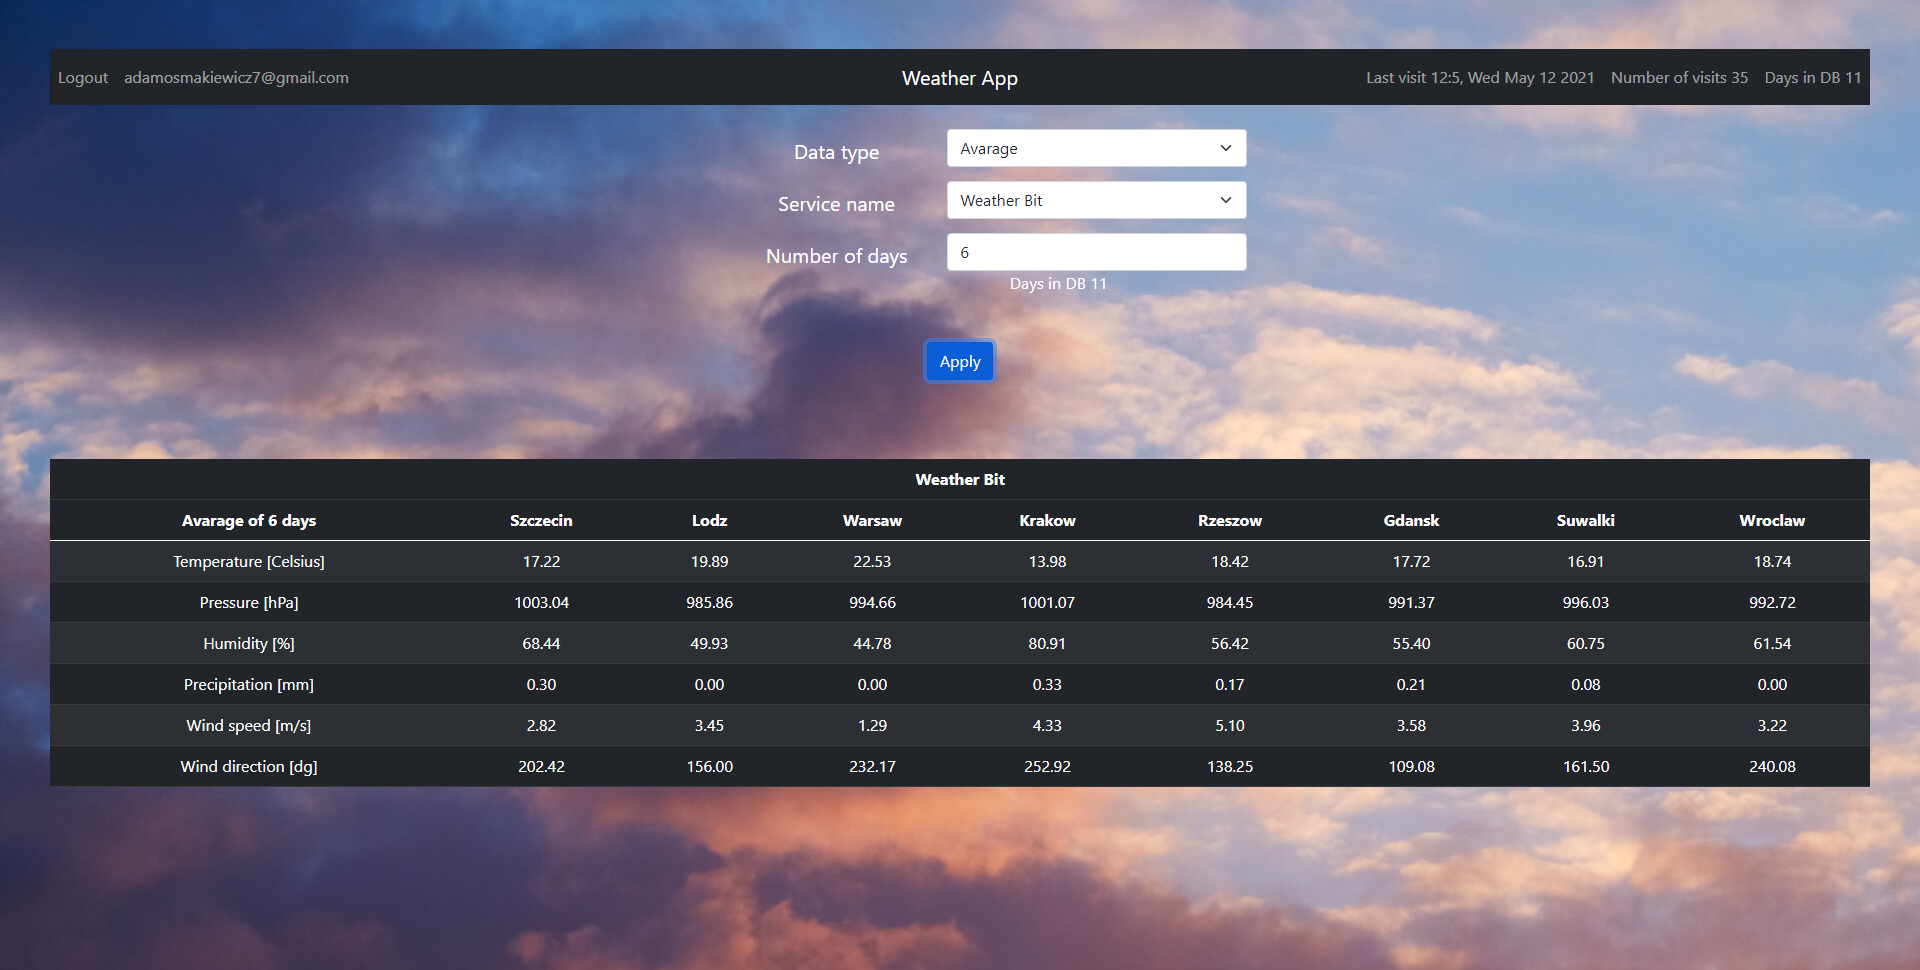 Logout adamosmakiewicz7@gmail.com Weather App Last visit 12:5, Wed May 12 2021 Number of visits 35 Days in DB 11
Data type Avarage
Service name Weather Bit
Number of days 6
Days in DB 11
Apply
Weather Bit
Avarage of 6 days Szczecin Lodz Warsaw Krakow Rzeszow Gdansk Suwalki Wroclaw
Temperature [Celsius] 17.22 19.89 22.53 13.98 18.42 17.72 16.91 18.74
Pressure [hPa] 1003.04 985.86 994.66 1001.07 984.45 991.37 996.03 992.72
Humidity [%] 68.44 49.93 44.78 80.91 56.42 55.40 60.75 61.54
Precipitation [mm] 0.30 0.00 0.00 0.33 0.17 0.21 0.08 0.00
Wind speed [m/s] 2.82 3.45 1.29 4.33 5.10 3.58 3.96 3.22
Wind direction [dg] 202.42 156.00 232.17 252.92 138.25 109.08 161.50 240.08